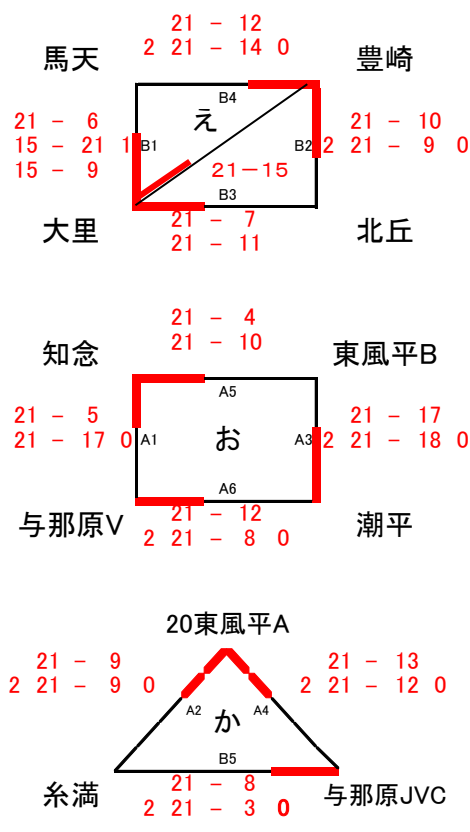 21 - 12
2 21 - 14 0
馬天 豊崎
B4
え
21 - 6
15 - 21 1
15 - 9
B1
B2
21 - 10
2 21 - 9 0
21-15
B3
大里 北丘
21 - 7
21 - 11
21 - 4
21 - 10
知念 東風平B
A5
21 - 5
21 - 17 0
A1
お
A3
21 - 17
2 21 - 18 0
A6
与那原V 潮平
21 - 12
2 21 - 8 0
20東風平A
21 - 9
2 21 - 9 0
21 - 13
2 21 - 12 0
A2 A4
か
B5
糸満 与那原JVC
21 - 8
2 21 - 3 0